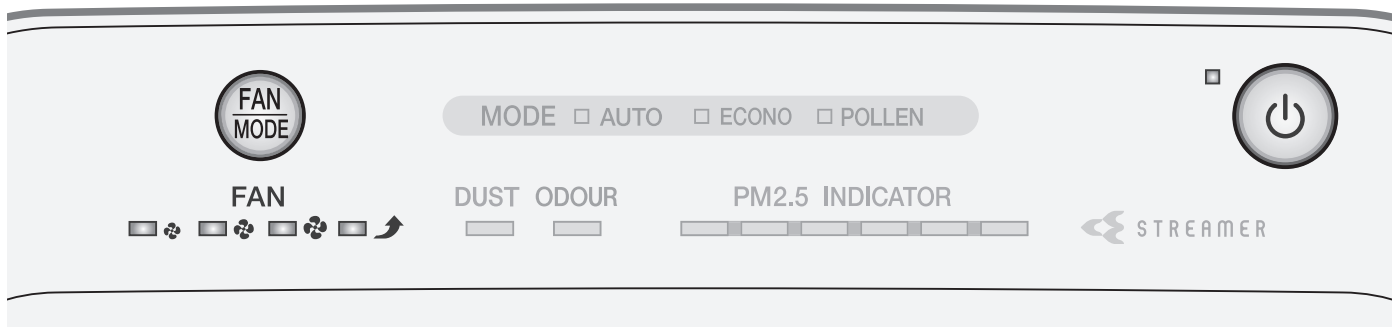 FAN
MODE
MODE AUTO ECONO POLLEN
FAN
DUST ODOUR
PM2.5 INDICATOR
STREAMER